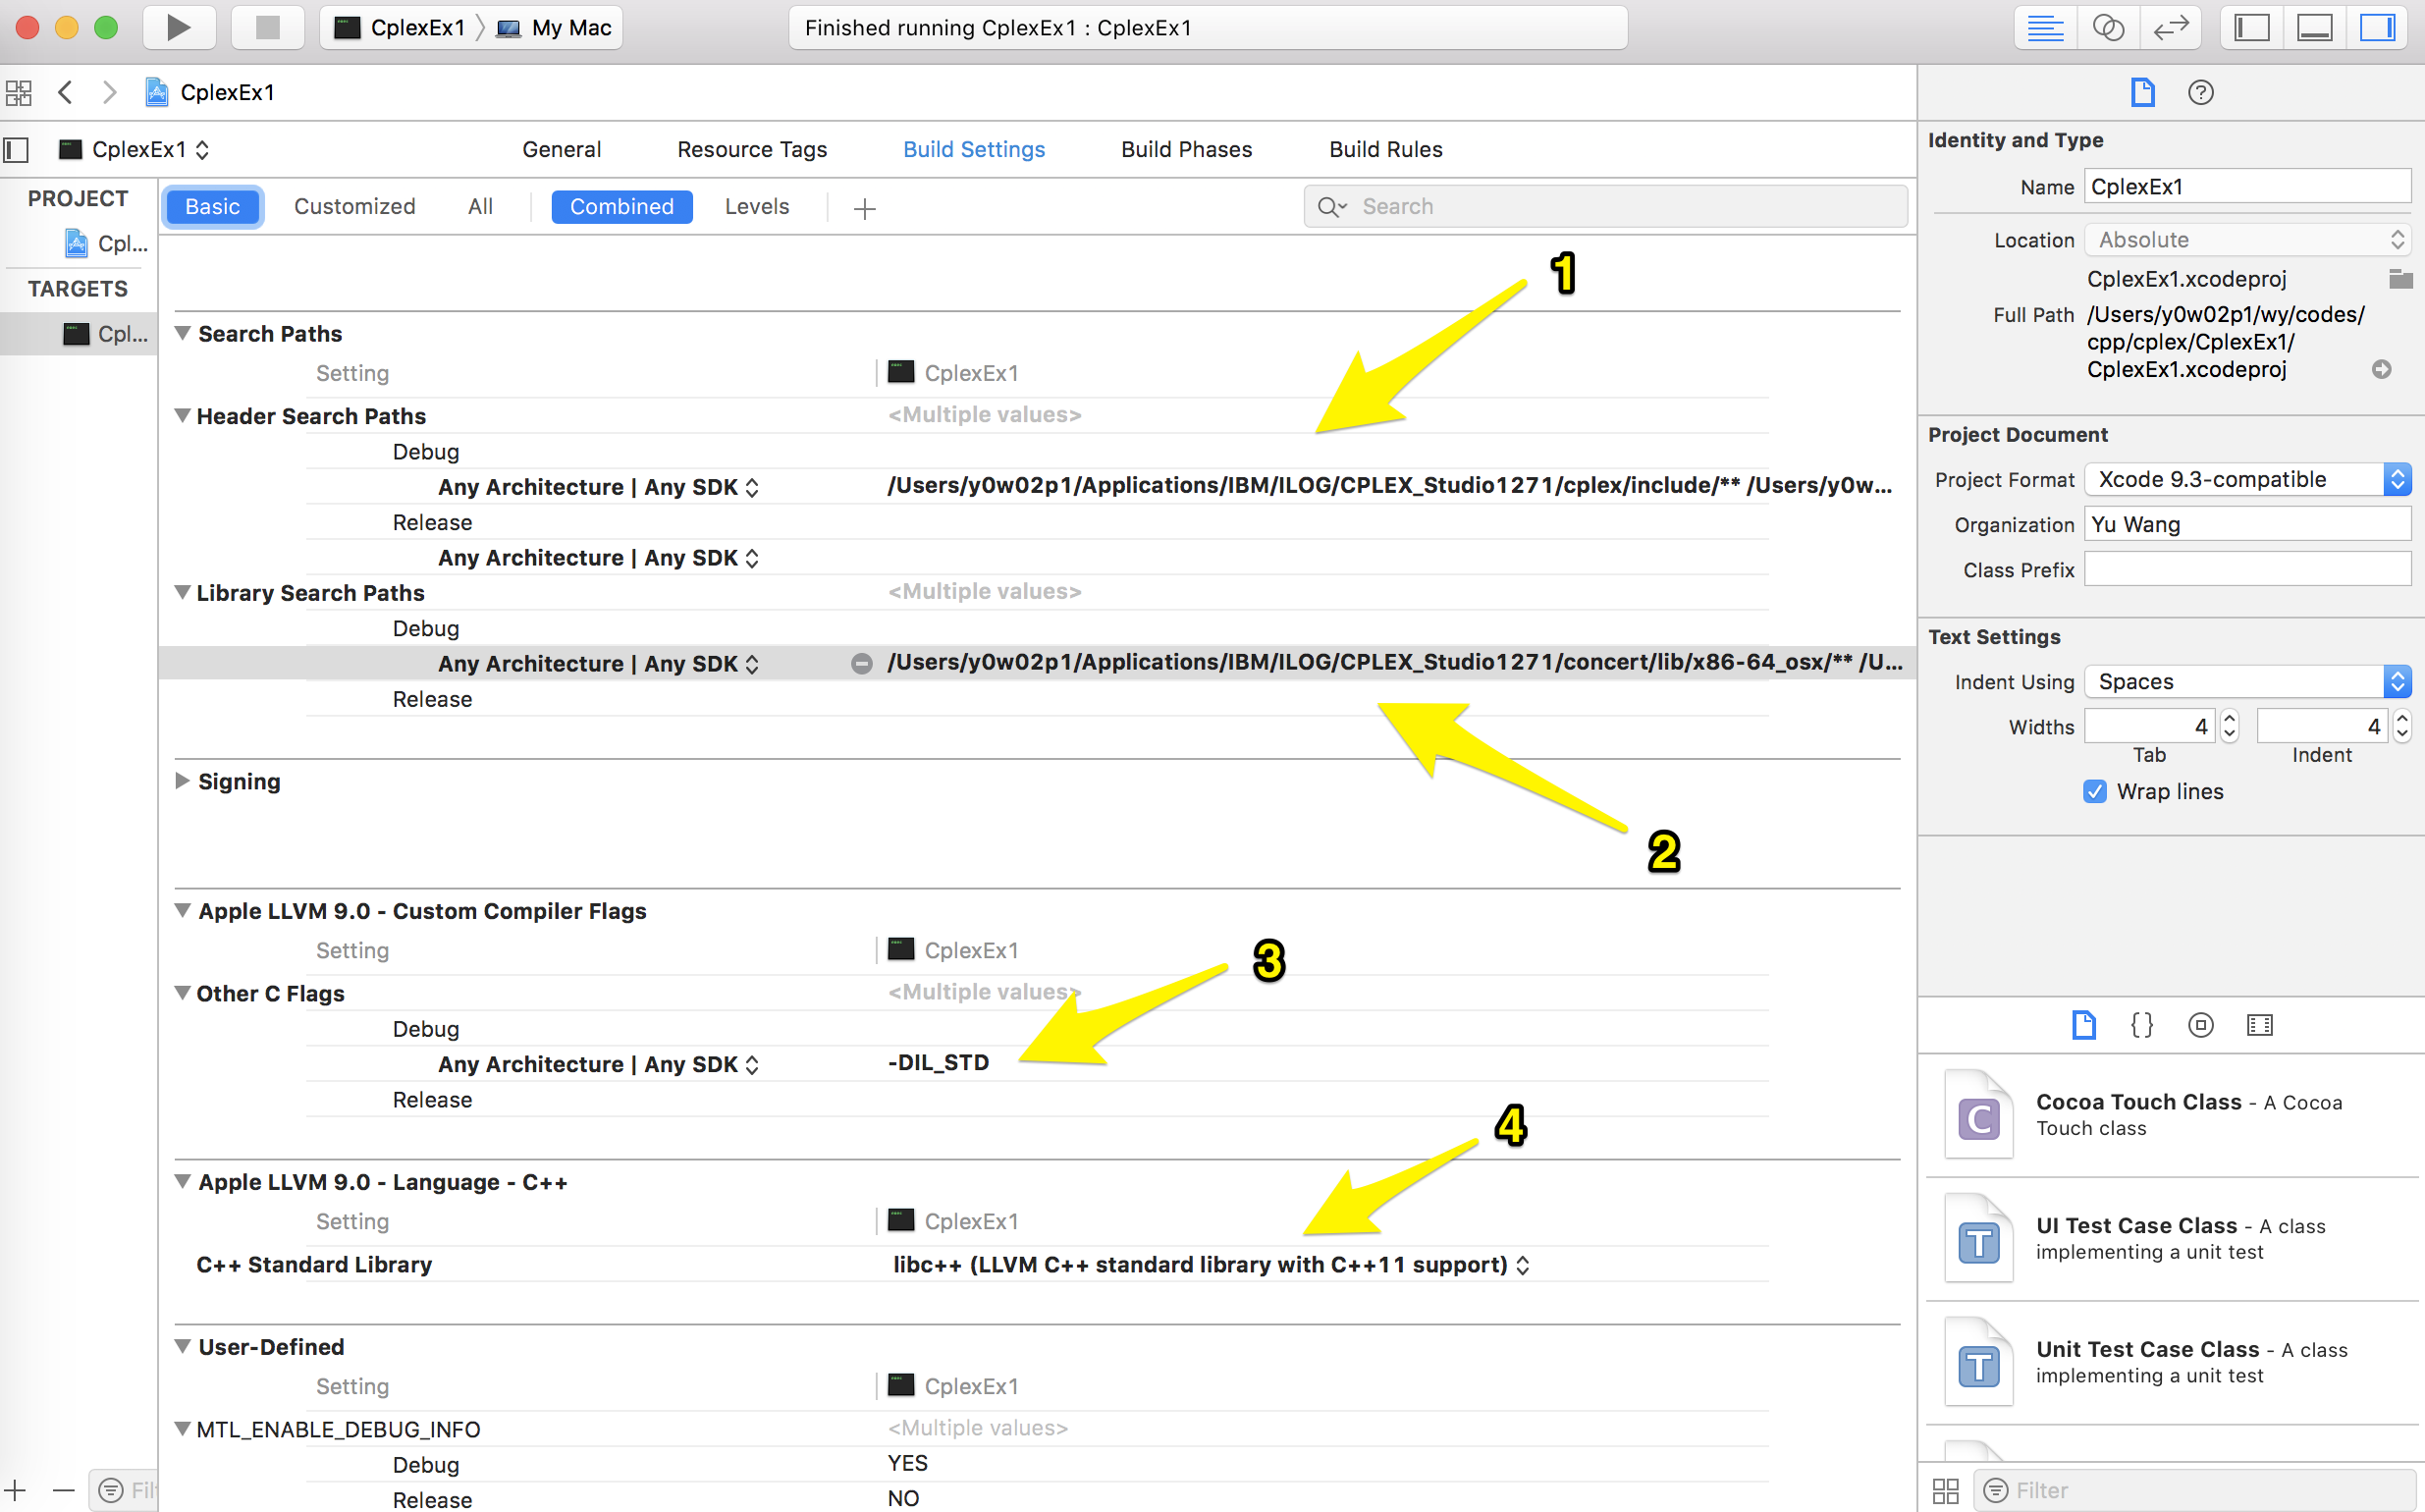 CplexEx1 My Mac
Finished running CplexEx1 : CplexEx1
CplexEx1
CplexEx1
General Resource Tags Build Settings Build Phases Build Rules
PROJECT
Cpl...
TARGETS
Cpl...
Basic Customized All Combined Levels
Search
1
Search Paths
Setting CplexEx1
Header Search Paths <Multiple values>
Debug
Any Architecture | Any SDK /Users/y0w02p1/Applications/IBM/ILOG/CPLEX_Studio1271/cplex/include/** /Users/y0w...
Release
Any Architecture | Any SDK
Library Search Paths <Multiple values>
Debug
Any Architecture | Any SDK /Users/y0w02p1/Applications/IBM/ILOG/CPLEX_Studio1271/concert/lib/x86-64_osx/** /U...
Release
Signing
2
Apple LLVM 9.0 - Custom Compiler Flags
Setting CplexEx1
3
Other C Flags <Multiple values>
Debug
Any Architecture | Any SDK -DIL_STD
Release
4
Apple LLVM 9.0 - Language - C++
Setting CplexEx1
C++ Standard Library libc++ (LLVM C++ standard library with C++11 support)
User-Defined
Setting CplexEx1
MTL_ENABLE_DEBUG_INFO <Multiple values>
Debug YES
Release NO
Identity and Type
Name CplexEx1
Location Absolute
CplexEx1.xcodeproj
Full Path /Users/y0w02p1/wy/codes/
cpp/cplex/CplexEx1/
CplexEx1.xcodeproj
Project Document
Project Format Xcode 9.3-compatible
Organization Yu Wang
Class Prefix
Text Settings
Indent Using Spaces
Widths 4 4
Tab Indent
Wrap lines
{ }
C Cocoa Touch Class - A Cocoa
Touch class
T UI Test Case Class - A class
implementing a unit test
T Unit Test Case Class - A class
implementing a unit test
Filter